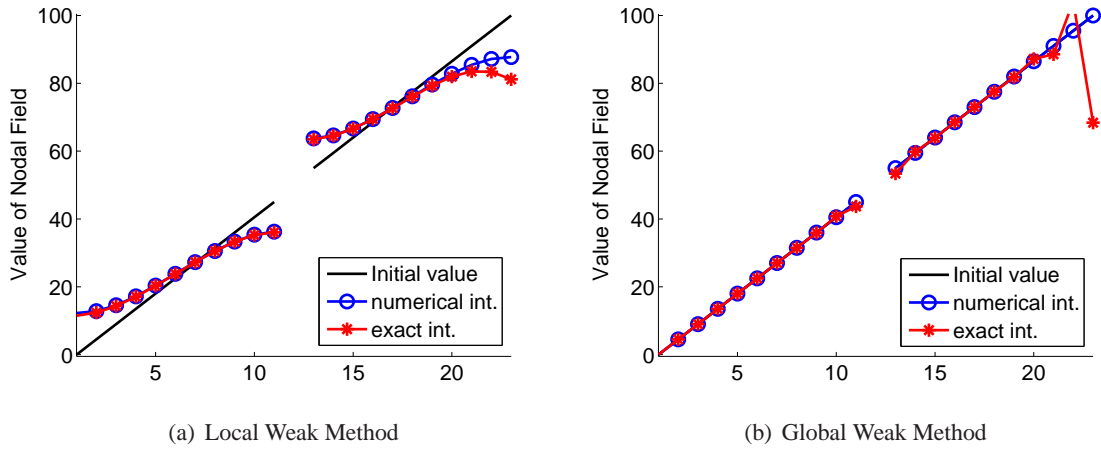 Value of Nodal Field
100
80
60
40
20
0
5
10
15
20
Initial value
numerical int.
exact int.
(a) Local Weak Method
Value of Nodal Field
100
80
60
40
20
0
5
10
15
20
Initial value
numerical int.
exact int.
(b) Global Weak Method